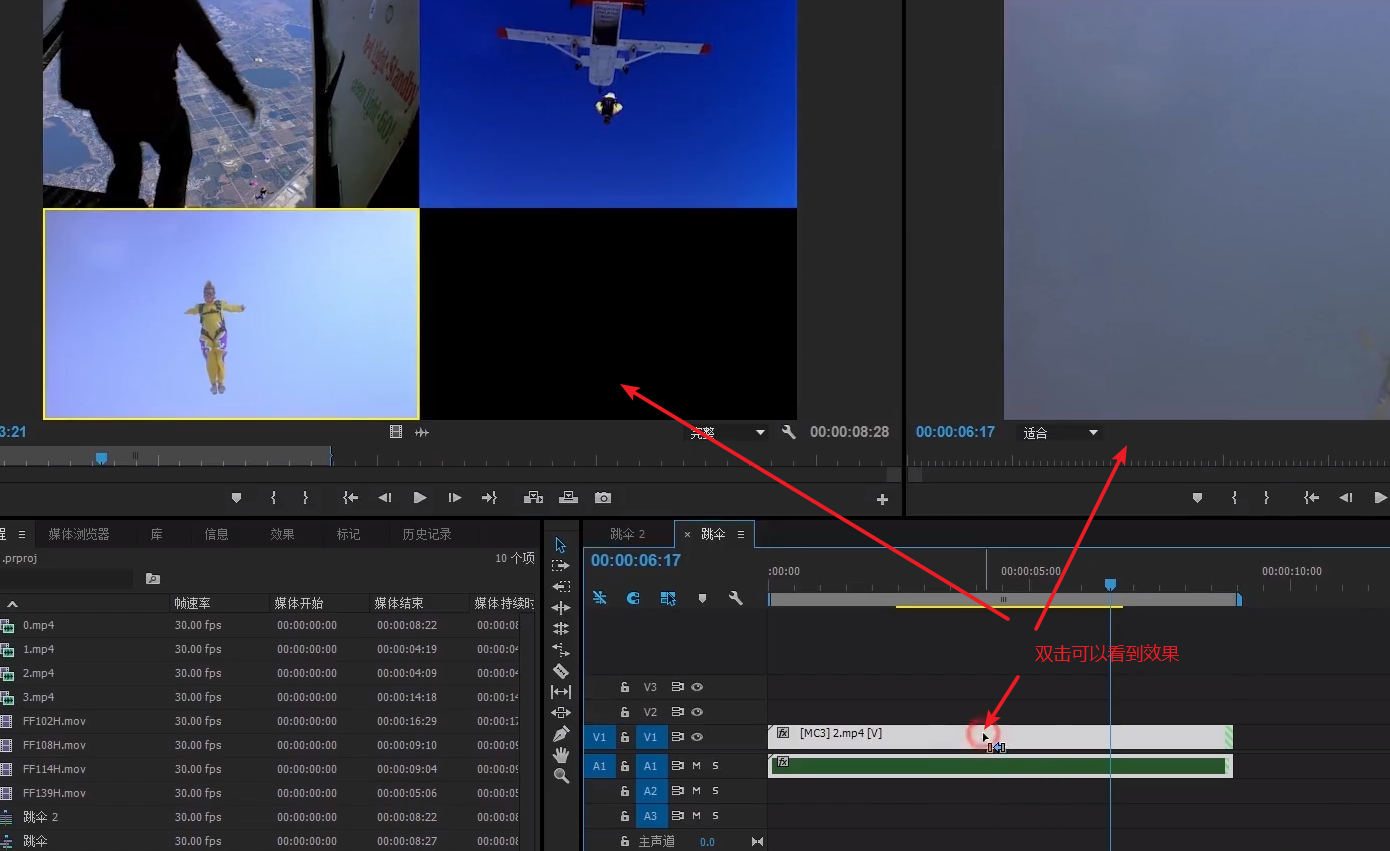 Red Light Standby
green Light -GO!
3:21
完整
00:00:08:28
00:00:06:17
适合
程
媒体浏览器
库
信息
效果
标记
历史记录
.prproj
10 个项
帧速率
媒体开始
媒体结束
媒体持续时
0.mp4
30.00 fps
00:00:00:00
00:00:08:22
00:00:08
1.mp4
30.00 fps
00:00:00:00
00:00:04:19
00:00:04
2.mp4
30.00 fps
00:00:00:00
00:00:04:09
00:00:04
3.mp4
30.00 fps
00:00:00:00
00:00:14:18
00:00:14
FF102H.mov
30.00 fps
00:00:00:00
00:00:16:29
00:00:17
FF108H.mov
30.00 fps
00:00:00:00
00:00:09:10
00:00:09
FF114H.mov
30.00 fps
00:00:00:00
00:00:09:04
00:00:09
FF139H.mov
30.00 fps
00:00:00:00
00:00:05:06
00:00:05
跳伞 2
30.00 fps
00:00:00:00
00:00:08:22
00:00:08
跳伞
30.00 fps
00:00:00:00
00:00:08:27
00:00:08
跳伞 2
× 跳伞
00:00:06:17
:00:00
00:00:05:00
00:00:10:00
双击可以看到效果
V3
V2
V1
V1
fx
[MC3] 2.mp4 [V]
A1
A1
M
S
fx
A2
M
S
A3
M
S
主声道
0.0